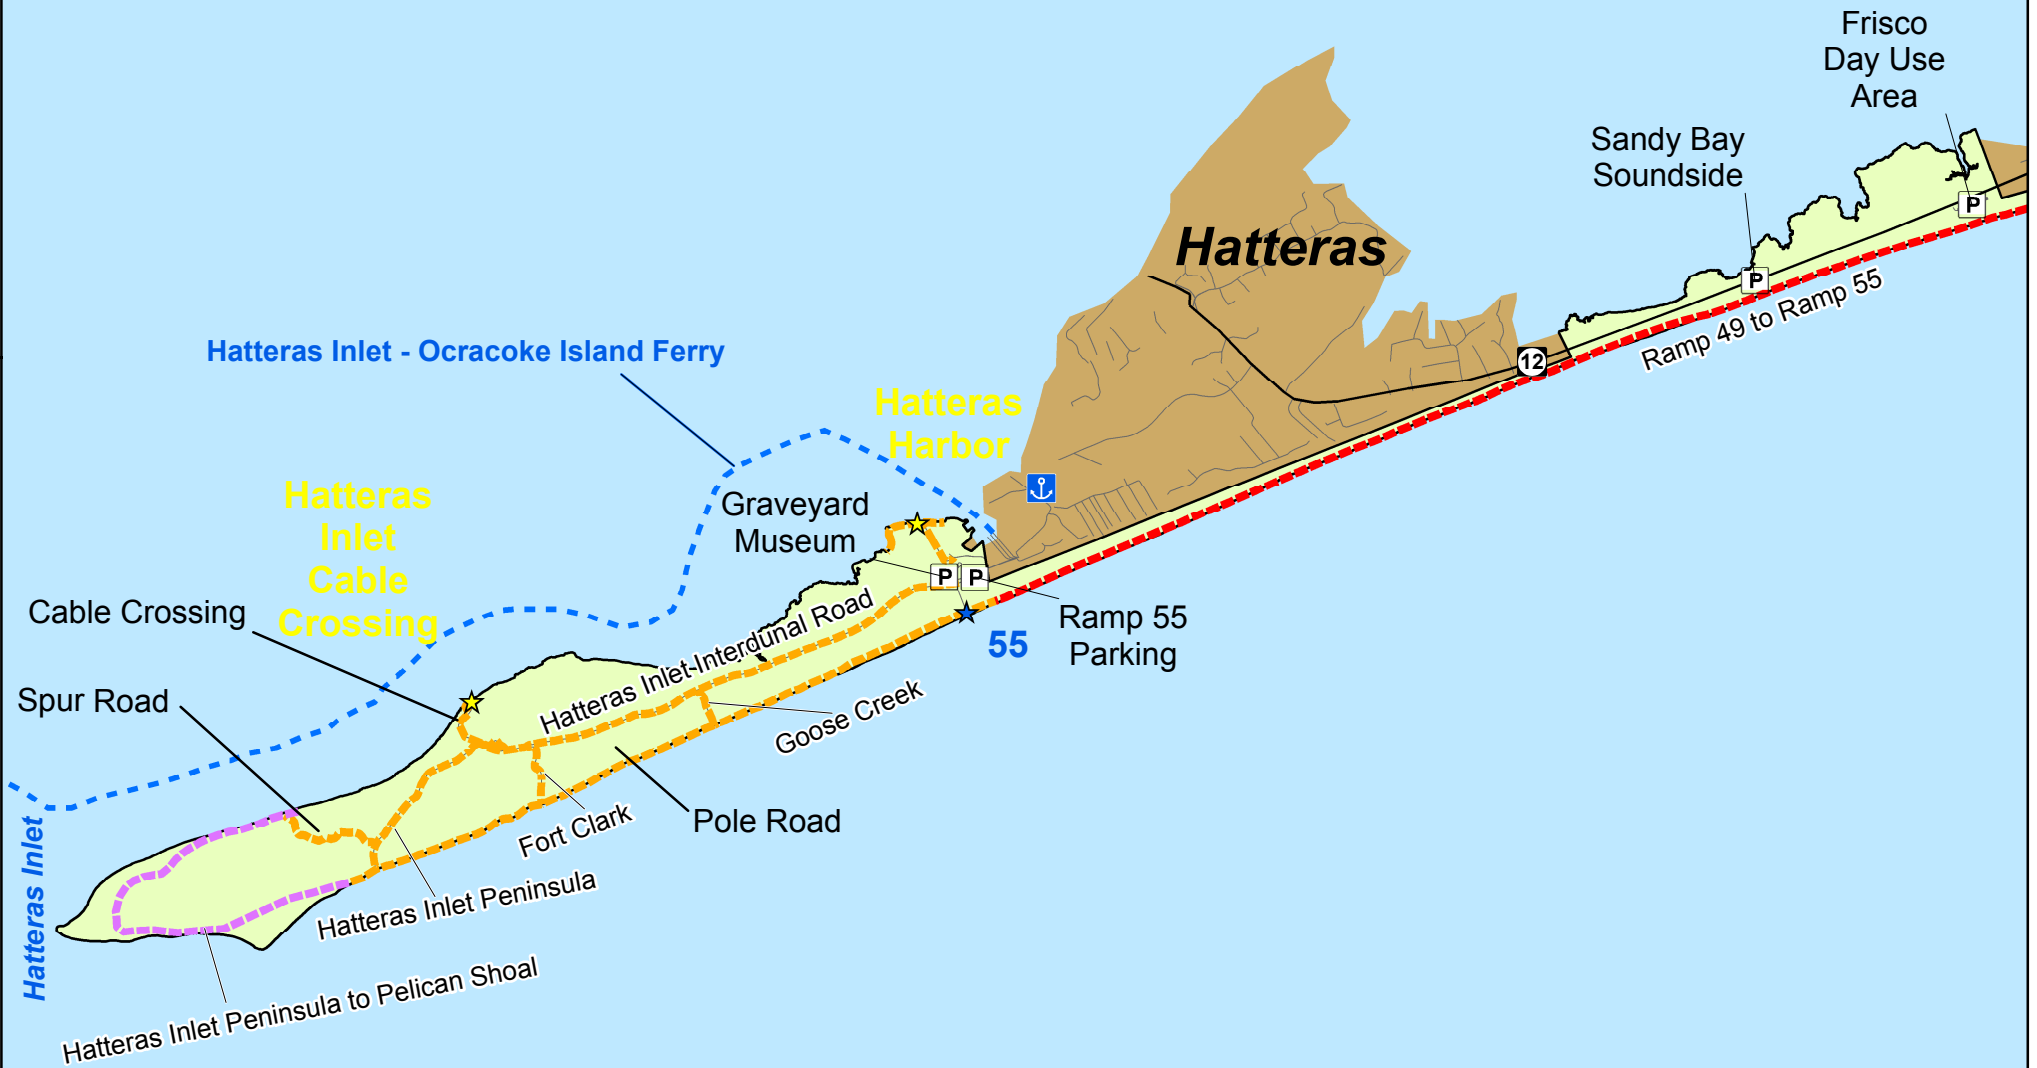 Frisco
Day Use
Area
Sandy Bay
Soundside
P
Hatteras
P
Ramp 49 to Ramp 55
12
Hatteras Inlet - Ocracoke Island Ferry
Hatteras
Harbor
Hatteras
Inlet
Cable
Crossing
Graveyard
Museum
P
P
Cable Crossing
Hatteras Inlet Interdunal Road
55
Ramp 55
Parking
Spur Road
Goose Creek
Pole Road
Fort Clark
Hatteras Inlet
Hatteras Inlet Peninsula
Hatteras Inlet Peninsula to Pelican Shoal